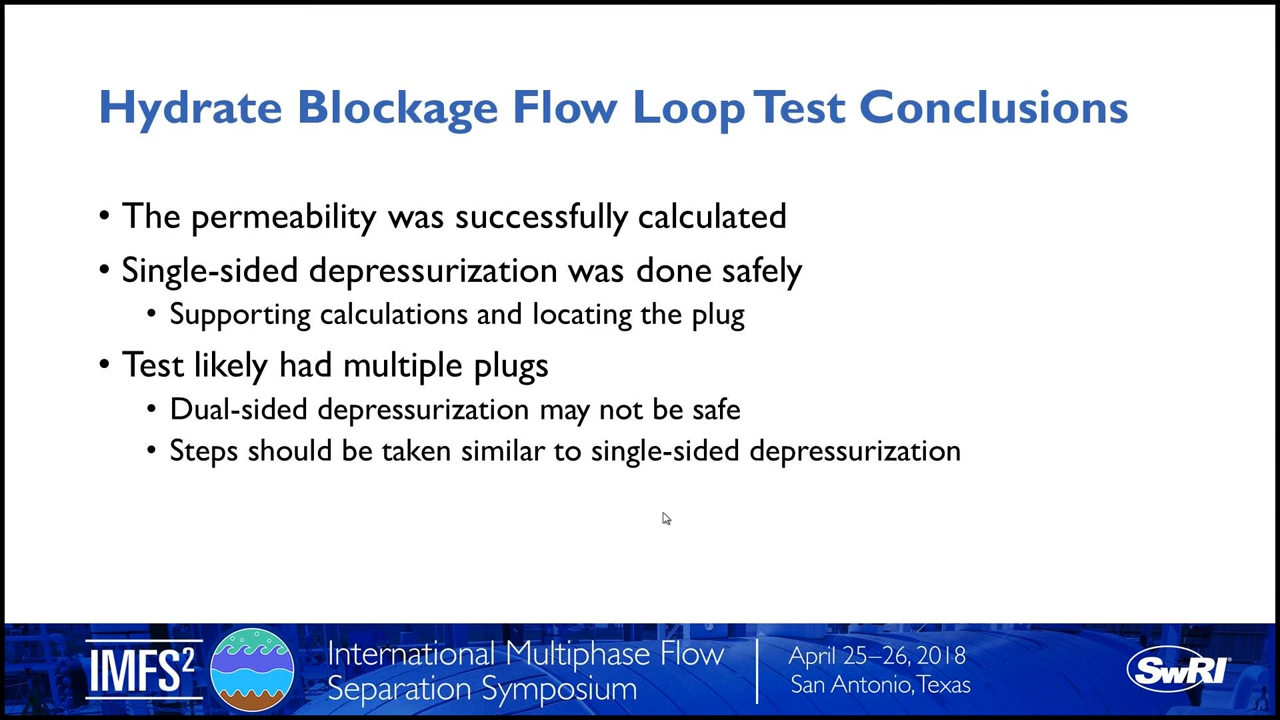 Hydrate Blockage Flow Loop Test Conclusions
• The permeability was successfully calculated
• Single-sided depressurization was done safely
• Supporting calculations and locating the plug
• Test likely had multiple plugs
• Dual-sided depressurization may not be safe
• Steps should be taken similar to single-sided depressurization
IMFS²
International Multiphase Flow
Separation Symposium
April 25–26, 2018
San Antonio, Texas
SwRI®